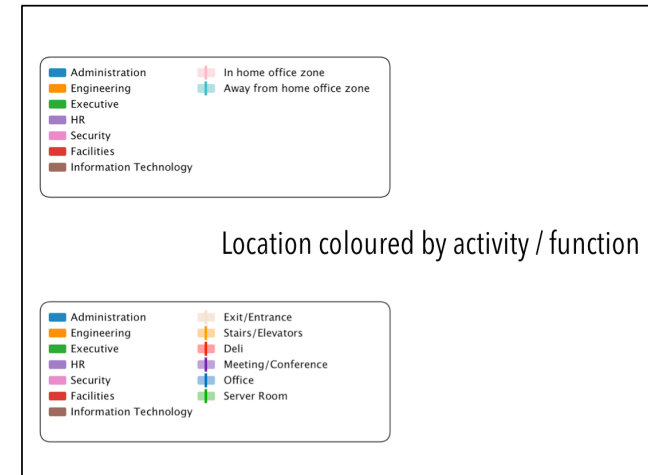 Administration
Engineering
Executive
HR
Security
Facilities
Information Technology
In home office zone
Away from home office zone
Location coloured by activity / function
Administration
Engineering
Executive
HR
Security
Facilities
Information Technology
Exit/Entrance
Stairs/Elevators
Deli
Meeting/Conference
Office
Server Room